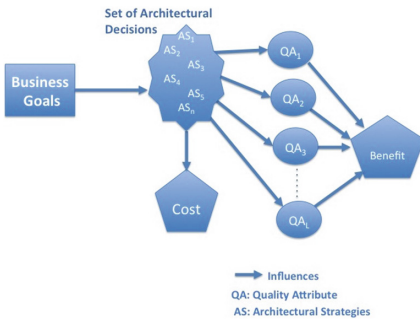 Set of Architectural
Decisions
AS1
AS2
AS3
AS4
AS5
ASn
Business
Goals
QA1
QA2
QA3
QAL
Benefit
Cost
Influences
QA: Quality Attribute
AS: Architectural Strategies